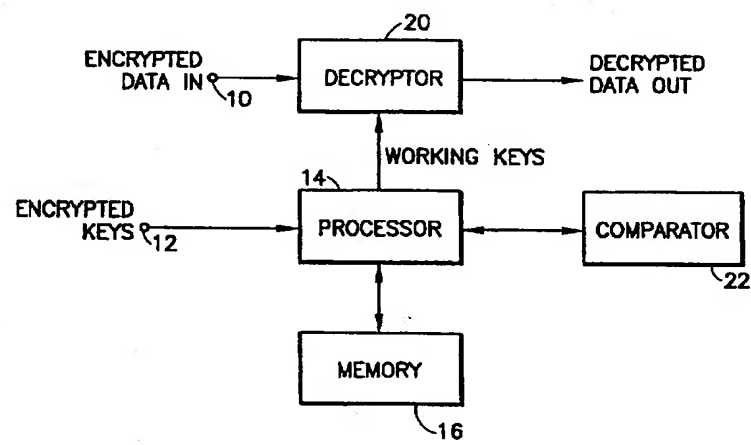 20
ENCRYPTED
DATA IN
10
DECRYPTOR
DECRYPTED
DATA OUT
WORKING KEYS
14
ENCRYPTED
KEYS
12
PROCESSOR
COMPARATOR
22
MEMORY
16